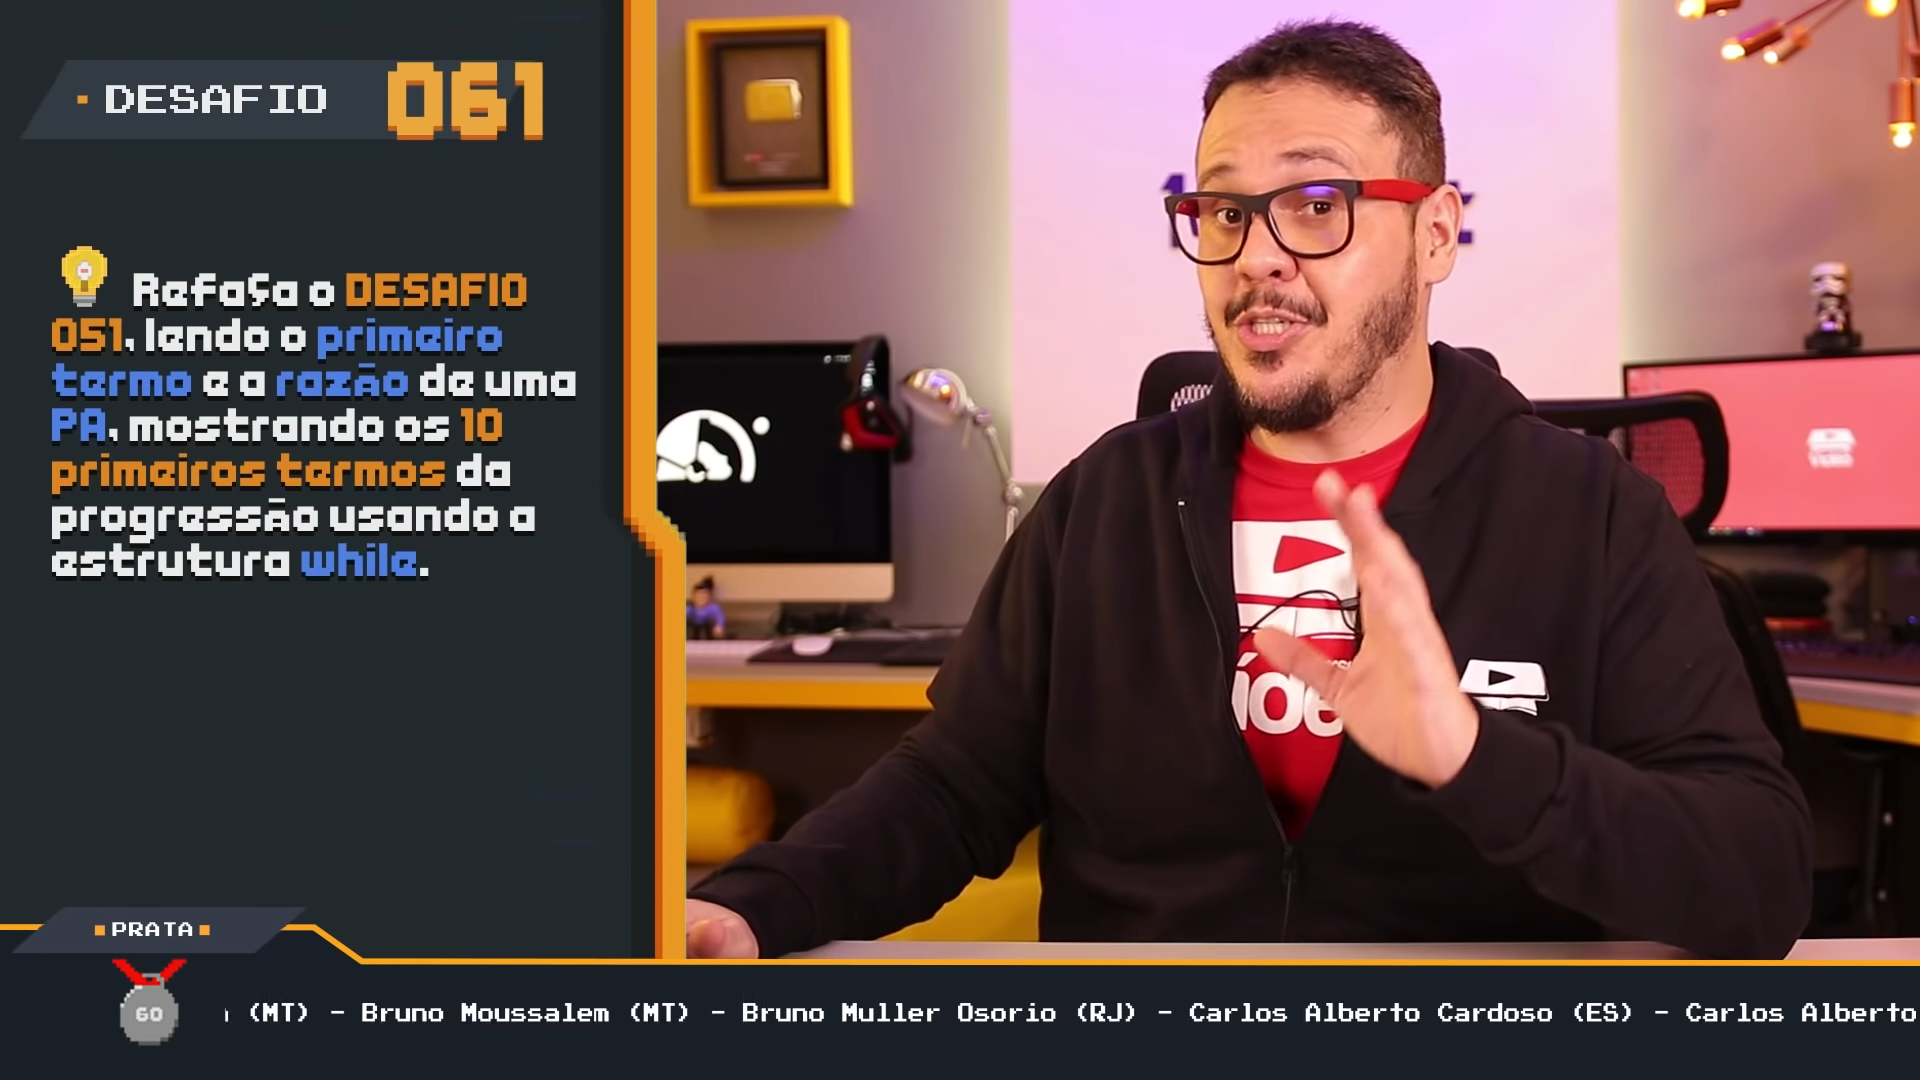 DESAFIO 061
Refaça o DESAFIO
051, lendo o primeiro
termo e a razão de uma
PA, mostrando os 10
primeiros termos da
progressão usando a
estrutura while.
PRATA
60
(MT) - Bruno Moussalem (MT) - Bruno Muller Osorio (RJ) - Carlos Alberto Cardoso (ES) - Carlos Alberto